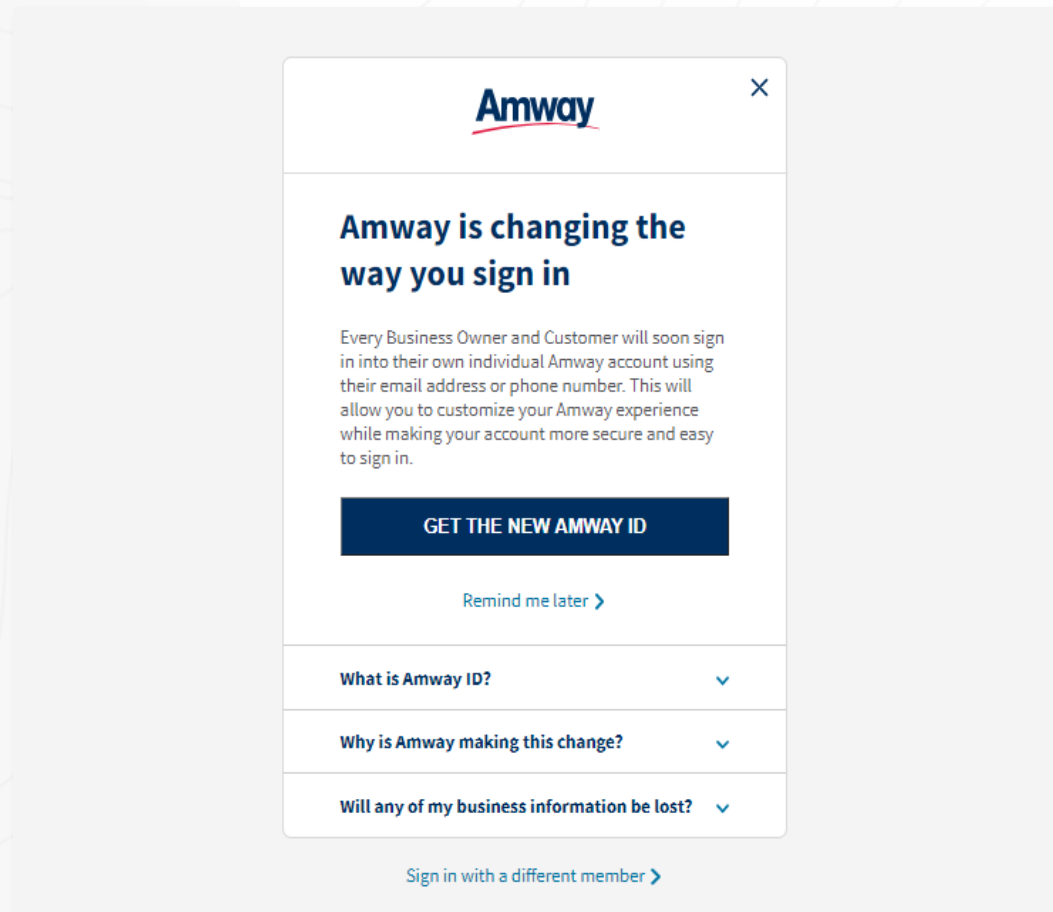 Amway
Amway is changing the
way you sign in
Every Business Owner and Customer will soon sign
in into their own individual Amway account using
their email address or phone number. This will
allow you to customize your Amway experience
while making your account more secure and easy
to sign in.
GET THE NEW AMWAY ID
Remind me later
What is Amway ID?
Why is Amway making this change?
Will any of my business information be lost?
Sign in with a different member